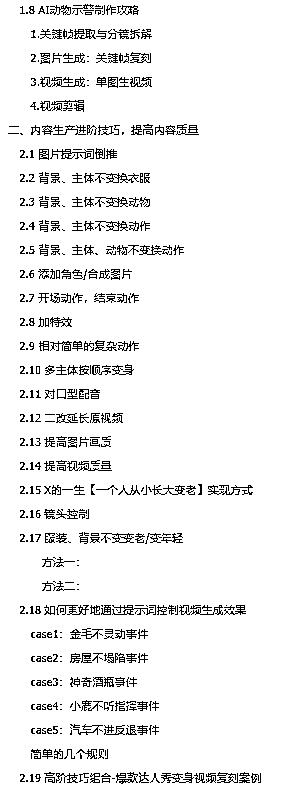 1.8 AI动物示警制作攻略
1.关键帧提取与分镜拆解
2.图片生成：关键帧复刻
3.视频生成：单图生视频
4.视频剪辑
二、内容生产进阶技巧，提高内容质量
2.1 图片提示词倒推
2.2 背景、主体不变换衣服
2.3 背景、主体不变换动物
2.4 背景、主体不变换动作
2.5 背景、主体、动物不变换动作
2.6 添加角色/合成图片
2.7 开场动作，结束动作
2.8 加特效
2.9 相对简单的复杂动作
2.10 多主体按顺序变身
2.11 对口型配音
2.12 二改延长原视频
2.13 提高图片画质
2.14 提高视频质量
2.15 X的一生【一个人从小长大变老】实现方式
2.16 镜头控制
2.17 服装、背景不变变老/变年轻
方法一：
方法二：
2.18 如何更好地通过提示词控制视频生成效果
case1：金毛不灵动事件
case2：房屋不塌陷事件
case3：神奇酒瓶事件
case4：小鹿不听指挥事件
case5：汽车不进反退事件
简单的几个规则
2.19 高阶技巧组合-爆款达人秀变身视频复刻案例